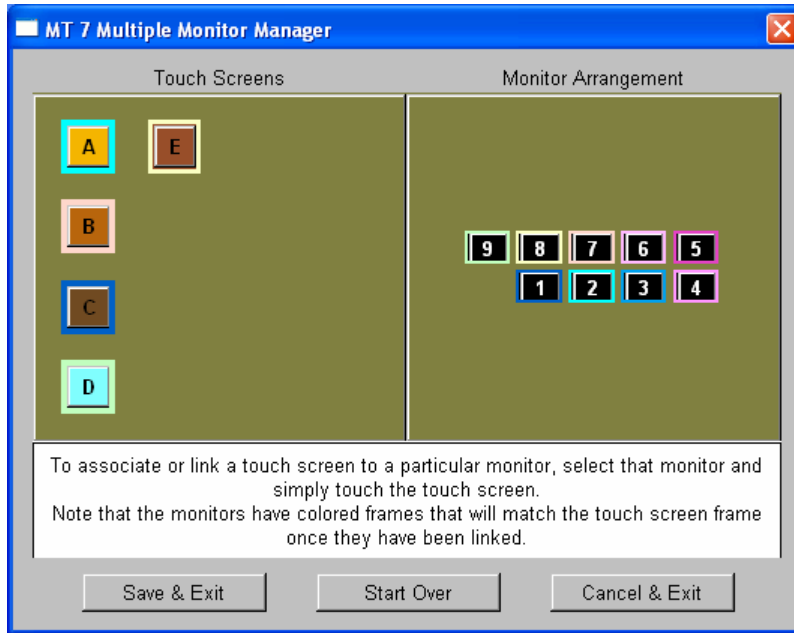 MT 7 Multiple Monitor Manager
Touch Screens
Monitor Arrangement
A E
B
C
D
9 8 7 6 5
1 2 3 4
To associate or link a touch screen to a particular monitor, select that monitor and
simply touch the touch screen.
Note that the monitors have colored frames that will match the touch screen frame
once they have been linked.
Save & Exit
Start Over
Cancel & Exit